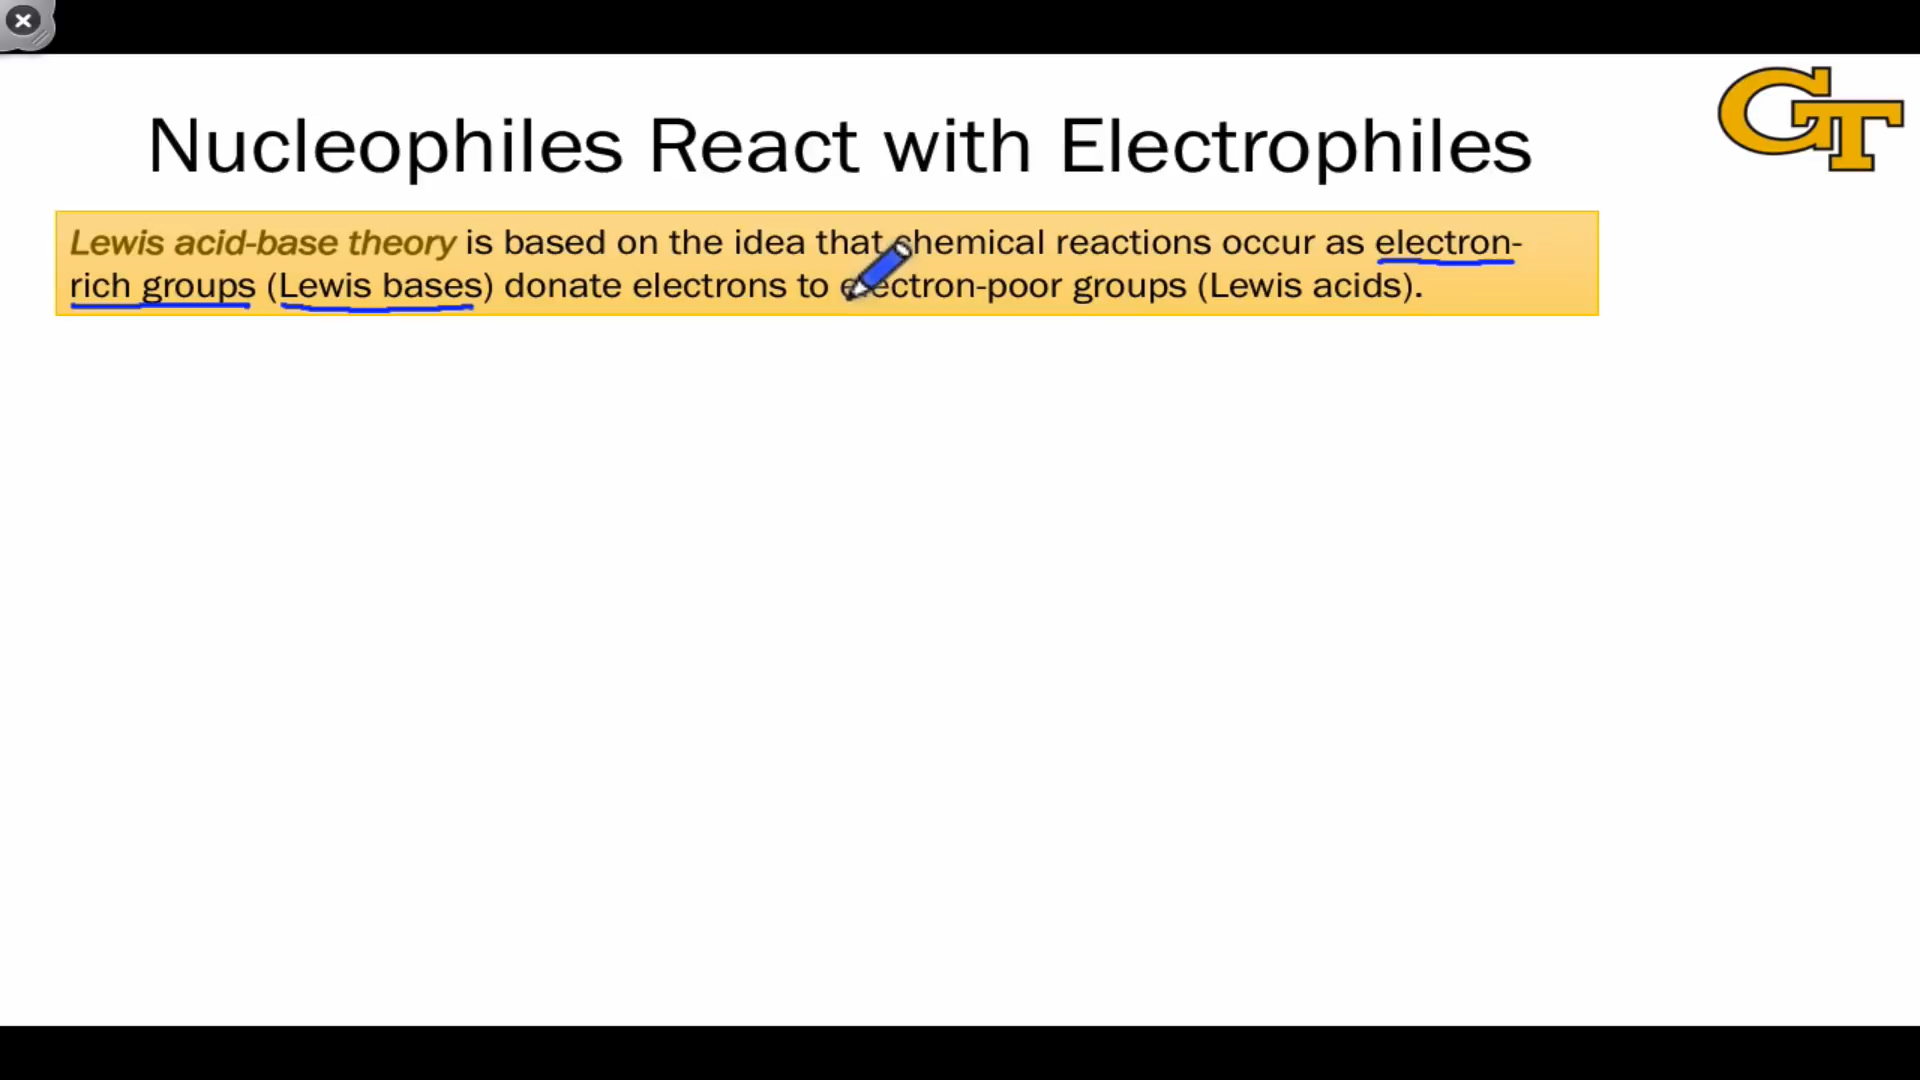 GT
Nucleophiles React with Electrophiles
Lewis acid-base theory is based on the idea that chemical reactions occur as electron-
rich groups (Lewis bases) donate electrons to electron-poor groups (Lewis acids).